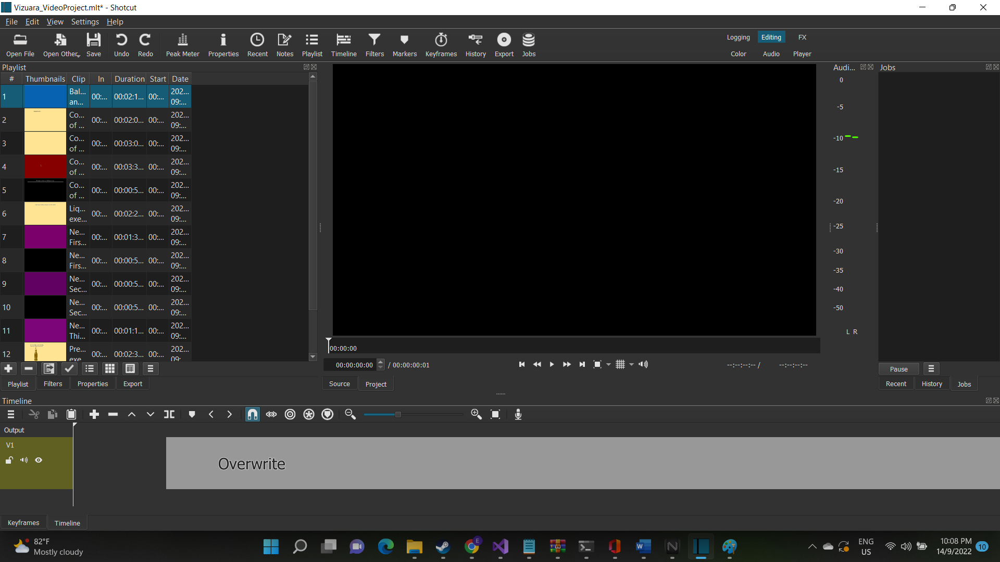 Vizuara_VideoProject.mlt* - Shotcut
File Edit View Settings Help
Open File Open Other... Save Undo Redo Peak Meter Properties Recent Notes Playlist Timeline Filters Markers Keyframes History Export Jobs
Logging Editing FX
Color Audio Player
Playlist
# Thumbnails Clip In Duration Start Date
1 Bal... an... 00:... 00:02:1... 00:... 202... 09:...
2 Co... of ... 00:... 00:02:0... 00:... 202... 09:...
3 Co... of ... 00:... 00:03:0... 00:... 202... 09:...
4 Co... of ... 00:... 00:03:3... 00:... 202... 09:...
5 Co... of ... 00:... 00:00:5... 00:... 202... 09:...
6 Liq... exe... 00:... 00:02:2... 00:... 202... 09:...
7 Ne... Firs... 00:... 00:01:3... 00:... 202... 09:...
8 Ne... Firs... 00:... 00:00:5... 00:... 202... 09:...
9 Ne... Sec... 00:... 00:00:5... 00:... 202... 09:...
10 Ne... Sec... 00:... 00:00:5... 00:... 202... 09:...
11 Ne... Thi... 00:... 00:01:1... 00:... 202... 09:...
12 Pre... exe 00:... 00:02:3... 00:... 202... 09:
Playlist Filters Properties Export
00:00:00
00:00:00:00 / 00:00:00:01
--:--:--:-- / --:--:--:--
Source Project
Audi...
0
-5
-10
-15
-20
-25
-30
-35
-40
-50
L R
Jobs
Pause
Recent History Jobs
Timeline
Output
V1
Overwrite
Keyframes Timeline
82°F
Mostly cloudy
E
ENG
US
10:08 PM
14/9/2022
10